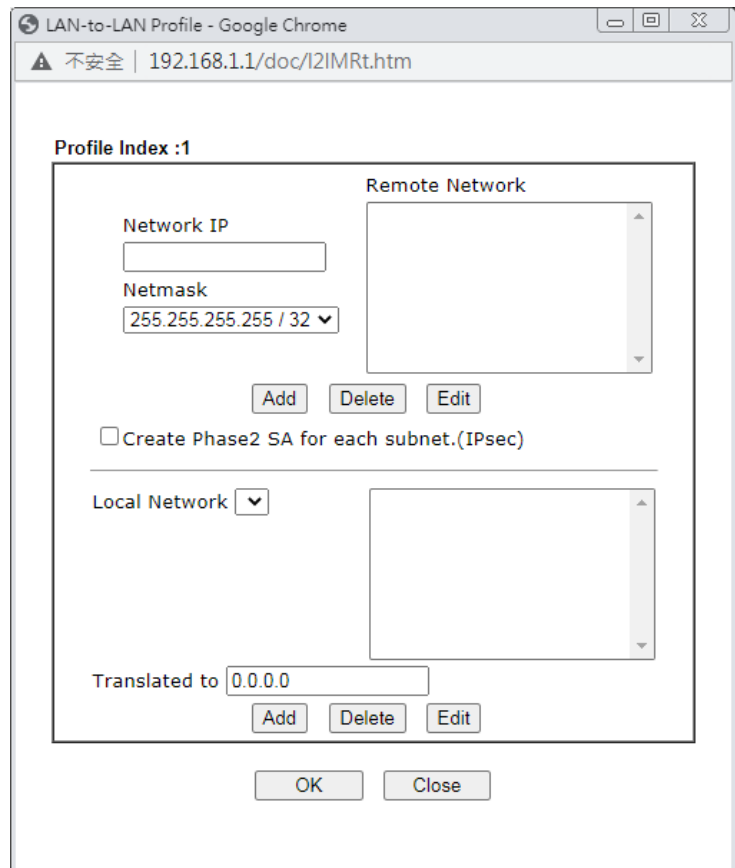 LAN-to-LAN Profile - Google Chrome
不安全 | 192.168.1.1/doc/l2lMRt.htm
Profile Index :1
Remote Network
Network IP
Netmask
255.255.255.255 / 32
Add Delete Edit
Create Phase2 SA for each subnet.(IPsec)
Local Network
Translated to 0.0.0.0
Add Delete Edit
OK Close